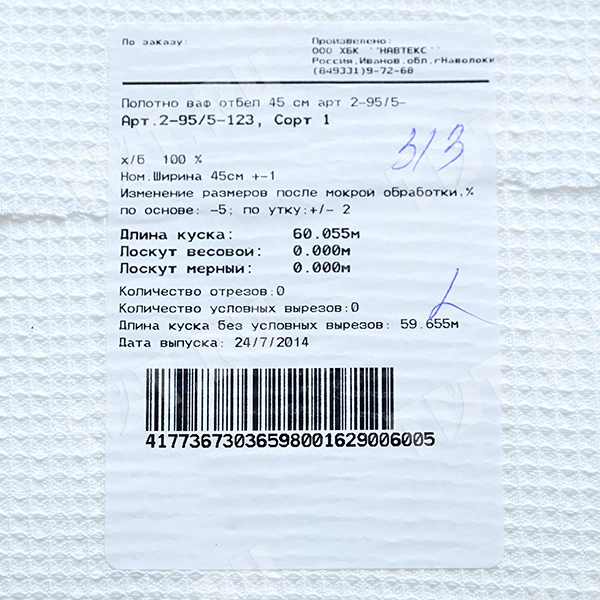 По заказу:
Произвелено:
ООО ХБК ''НАВТЕКС''
Россия,Иванов.обл,гНаволоки
(849331)9-72-68
Полотно ваф отбел 45 см арт 2-95/5-
Арт.2-95/5-123, Сорт 1
313
х/б 100 %
Ном.Ширина 45см +-1
Изменение размеров после мокрой обработки,%
по основе: -5; по утку:+/- 2
Длина куска: 60.055м
Лоскут весовой: 0.000м
Лоскут мерный: 0.000м
Количество отрезов:0
Количество условных вырезов:0
Длина куска без условных вырезов: 59.655м
Дата выпуска: 24/7/2014
41773673036598001629006005